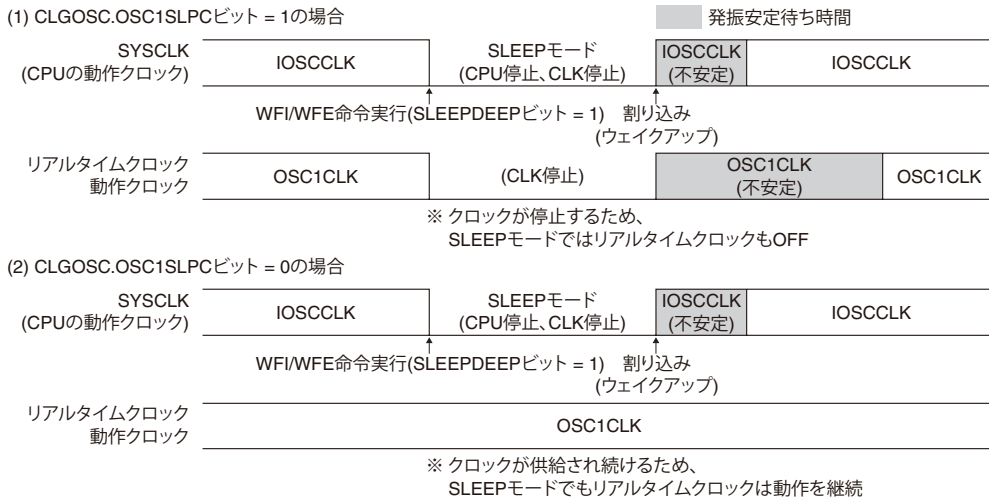 (1) CLGOSC.OSC1SLPCビット = 1の場合
発振安定待ち時間
SYSCLK
(CPUの動作クロック)
IOSCCLK
SLEEPモード
(CPU停止、CLK停止)
IOSCCLK
(不安定)
IOSCCLK
WFI/WFE命令実行(SLEEPDEEPビット = 1)
割り込み
(ウェイクアップ)
リアルタイムクロック
動作クロック
OSC1CLK
(CLK停止)
OSC1CLK
(不安定)
OSC1CLK
※ クロックが停止するため、
SLEEPモードではリアルタイムクロックもOFF
(2) CLGOSC.OSC1SLPCビット = 0の場合
SYSCLK
(CPUの動作クロック)
IOSCCLK
SLEEPモード
(CPU停止、CLK停止)
IOSCCLK
(不安定)
IOSCCLK
WFI/WFE命令実行(SLEEPDEEPビット = 1)
割り込み
(ウェイクアップ)
リアルタイムクロック
動作クロック
OSC1CLK
※ クロックが供給され続けるため、
SLEEPモードでもリアルタイムクロックは動作を継続